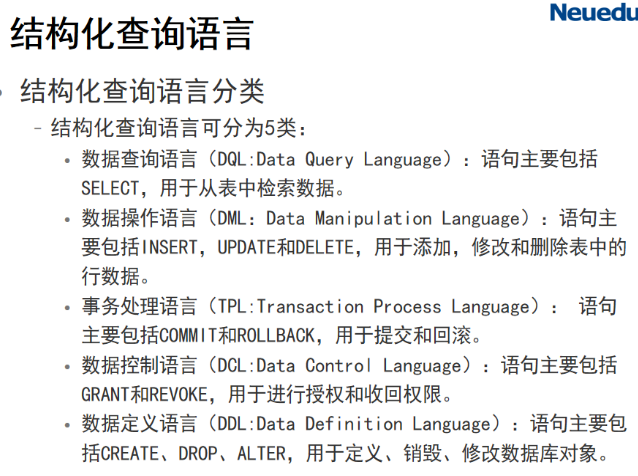 Neuedu
结构化查询语言
• 结构化查询语言分类
- 结构化查询语言可分为5类：
• 数据查询语言（DQL:Data Query Language）：语句主要包括
SELECT，用于从表中检索数据。
• 数据操作语言（DML：Data Manipulation Language）：语句主
要包括INSERT，UPDATE和DELETE，用于添加，修改和删除表中的
行数据。
• 事务处理语言（TPL:Transaction Process Language）： 语句
主要包括COMMIT和ROLLBACK，用于提交和回滚。
• 数据控制语言（DCL:Data Control Language）：语句主要包括
GRANT和REVOKE，用于进行授权和收回权限。
• 数据定义语言（DDL:Data Definition Language）：语句主要包
括CREATE、DROP、ALTER，用于定义、销毁、修改数据库对象。